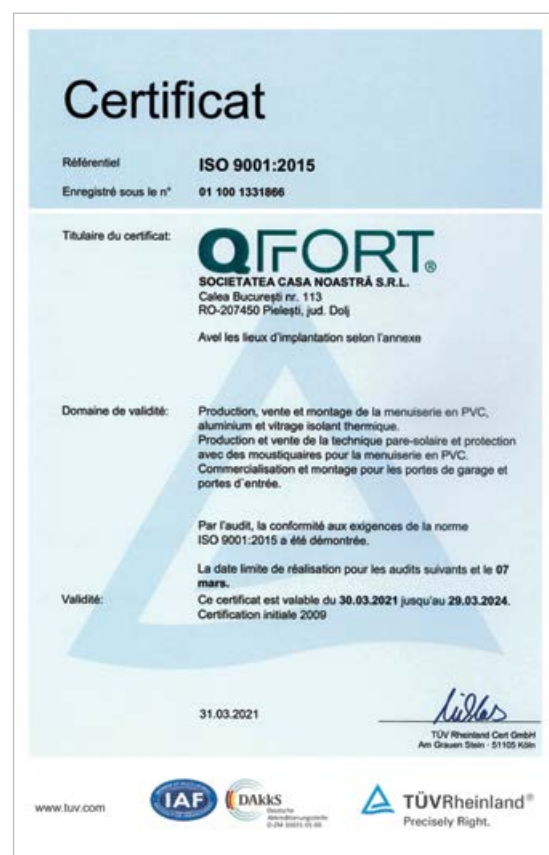 Certificat
Référentiel
ISO 9001:2015
Enregistré sous le n°
01 100 1331866
Titulaire du certificat:
QFORT®
SOCIETATEA CASA NOASTRĂ S.R.L.
Calea București nr. 113
RO-207450 Pielești, jud. Dolj
Avel les lieux d'implantation selon l'annexe
Domaine de validité:
Production, vente et montage de la menuiserie en PVC,
aluminium et vitrage isolant thermique.
Production et vente de la technique pare-solaire et protection
avec des moustiquaires pour la menuiserie en PVC.
Commercialisation et montage pour les portes de garage et
portes d´entrée.
Par l'audit, la conformité aux exigences de la norme
ISO 9001:2015 a été démontrée.
La date limite de réalisation pour les audits suivants et le 07
mars.
Validité:
Ce certificat est valable du 30.03.2021 jusqu'au 29.03.2024.
Certification initiale 2009
31.03.2021
TÜV Rheinland Cert GmbH
Am Grauen Stein · 51105 Köln
www.tuv.com
IAF
DAkkS
Deutsche
Akkreditierungsstelle
TÜVRheinland®
Precisely Right.